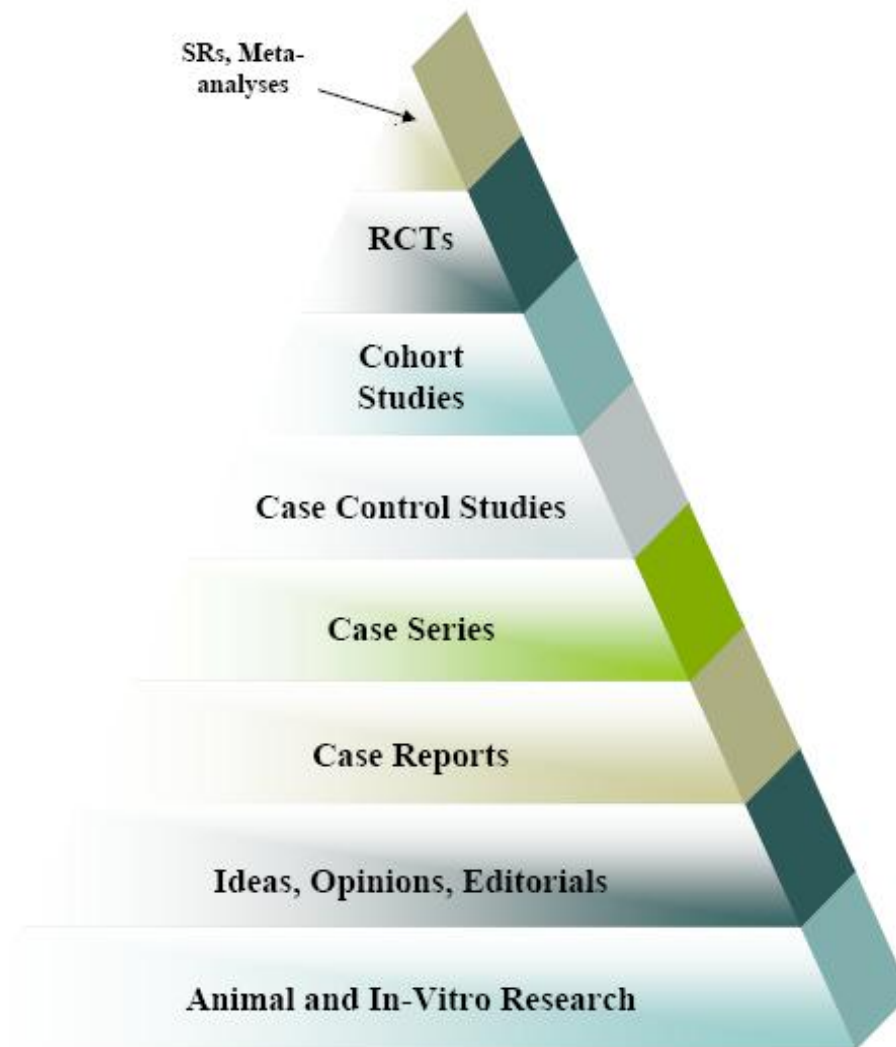 SRs, Meta-
analyses
RCTs
Cohort
Studies
Case Control Studies
Case Series
Case Reports
Ideas, Opinions, Editorials
Animal and In-Vitro Research